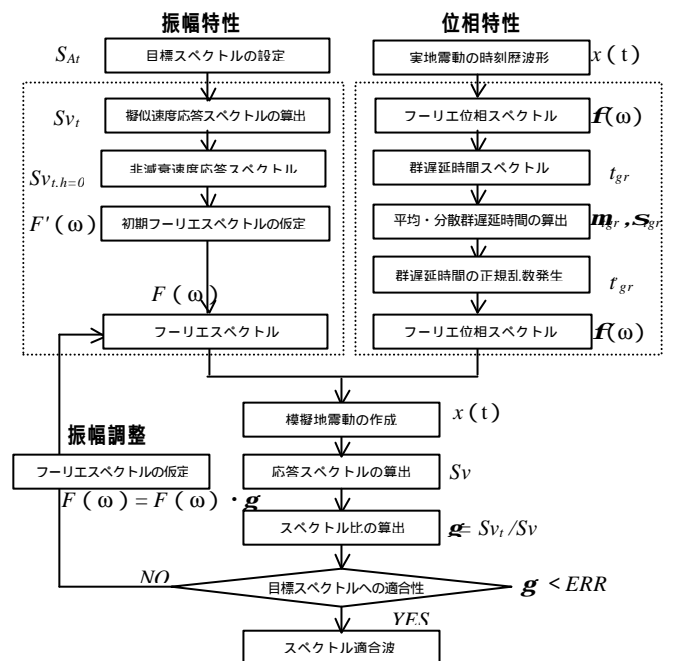 振幅特性
位相特性
S_At
目標スペクトルの設定
実地震動の時刻歴波形
x(t)
Sv_t
擬似速度応答スペクトルの算出
フーリエ位相スペクトル
f(ω)
Sv_t,h=0
非減衰速度応答スペクトル
群遅延時間スペクトル
t_gr
F'(ω)
初期フーリエスペクトルの仮定
平均・分散群遅延時間の算出
m_gr, s_gr
群遅延時間の正規乱数発生
t_gr
F(ω)
フーリエスペクトル
フーリエ位相スペクトル
f(ω)
模擬地震動の作成
x(t)
振幅調整
フーリエスペクトルの仮定
応答スペクトルの算出
Sv
F(ω)=F(ω)・g
スペクトル比の算出
g= Sv_t/Sv
NO
目標スペクトルへの適合性
g <ERR
YES
スペクトル適合波